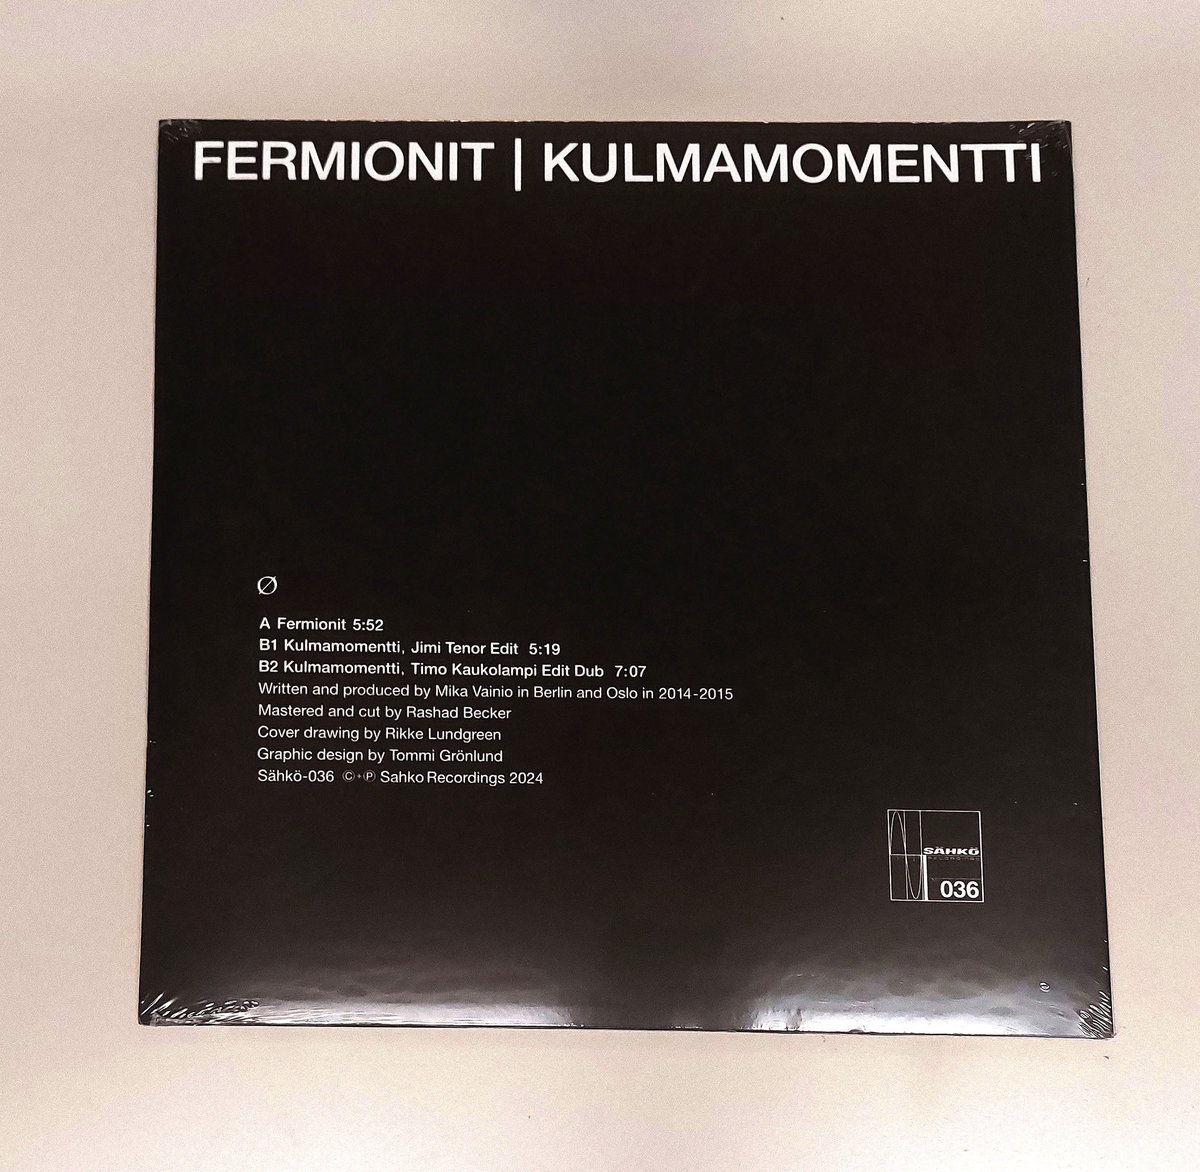 FERMIONIT | KULMAMOMENTTI
Ø
A Fermionit 5:52
B1 Kulmamomentti, Jimi Tenor Edit 5:19
B2 Kulmamomentti, Timo Kaukolampi Edit Dub 7:07
Written and produced by Mika Vainio in Berlin and Oslo in 2014-2015
Mastered and cut by Rashad Becker
Cover drawing by Rikke Lundgreen
Graphic design by Tommi Grönlund
Sähkö-036 ©+℗ Sahko Recordings 2024
SÄHKÖ
RECORDINGS
036